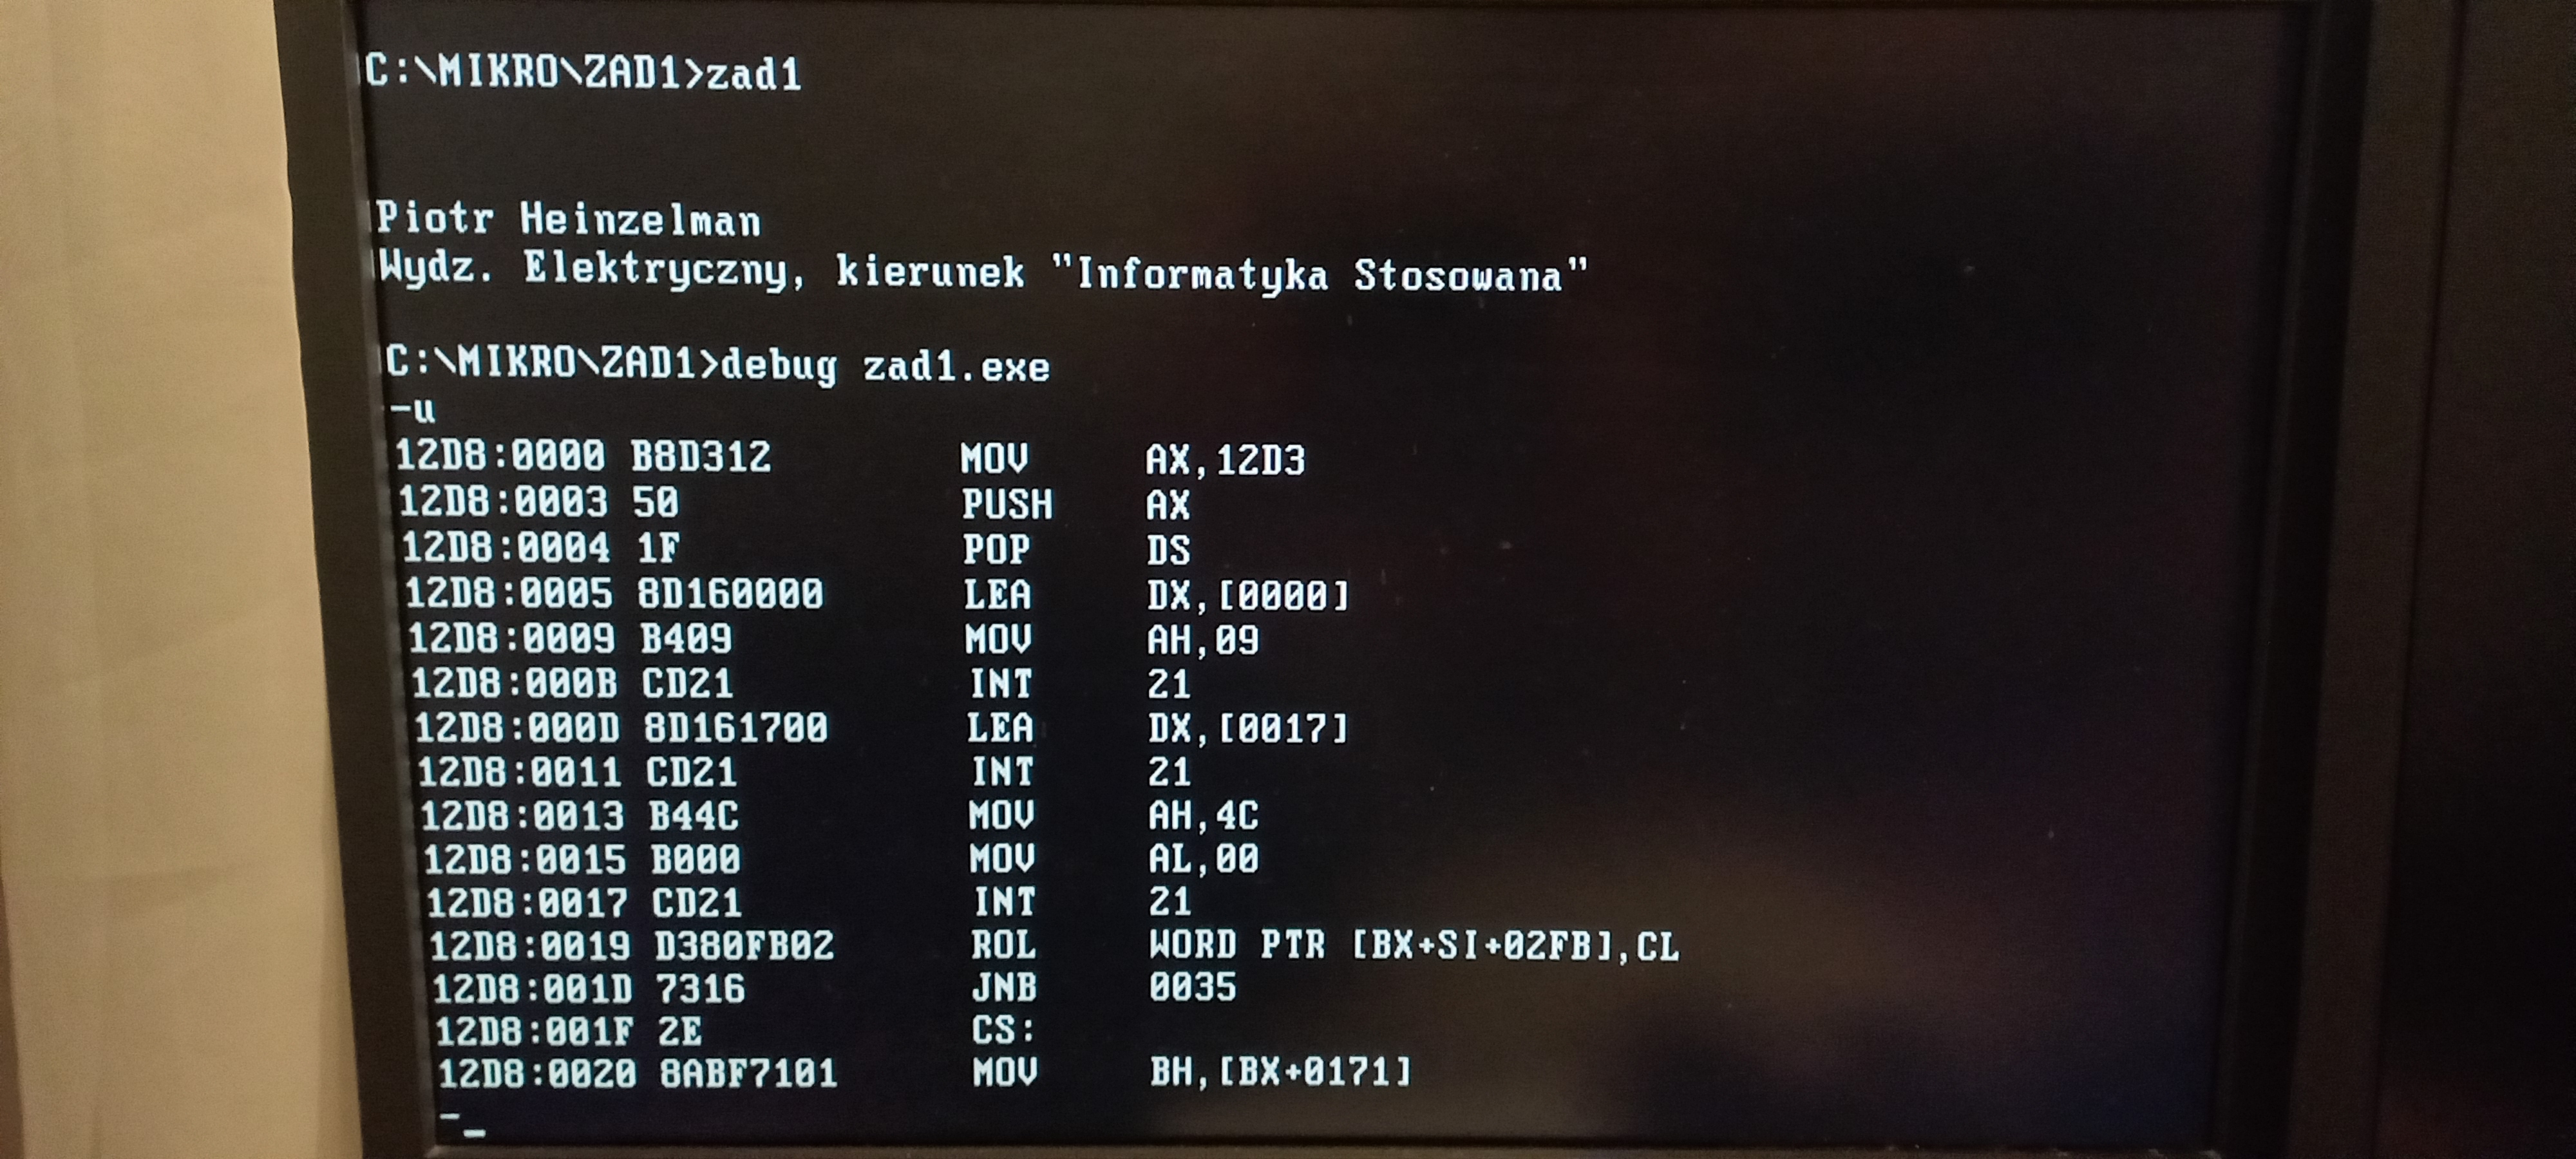 C:\MIKRO\ZAD1>zad1
Piotr Heinzelman
Wydz. Elektryczny, kierunek "Informatyka Stosowana"
C:\MIKRO\ZAD1>debug zad1.exe
-u
12D8:0000 B8D312 MOV AX,12D3
12D8:0003 50 PUSH AX
12D8:0004 1F POP DS
12D8:0005 8D160000 LEA DX,[0000]
12D8:0009 B409 MOV AH,09
12D8:000B CD21 INT 21
12D8:000D 8D161700 LEA DX,[0017]
12D8:0011 CD21 INT 21
12D8:0013 B44C MOV AH,4C
12D8:0015 B000 MOV AL,00
12D8:0017 CD21 INT 21
12D8:0019 D380FB02 ROL WORD PTR [BX+SI+02FB],CL
12D8:001D 7316 JNB 0035
12D8:001F 2E CS:
12D8:0020 8ABF7101 MOV BH,[BX+0171]
-_